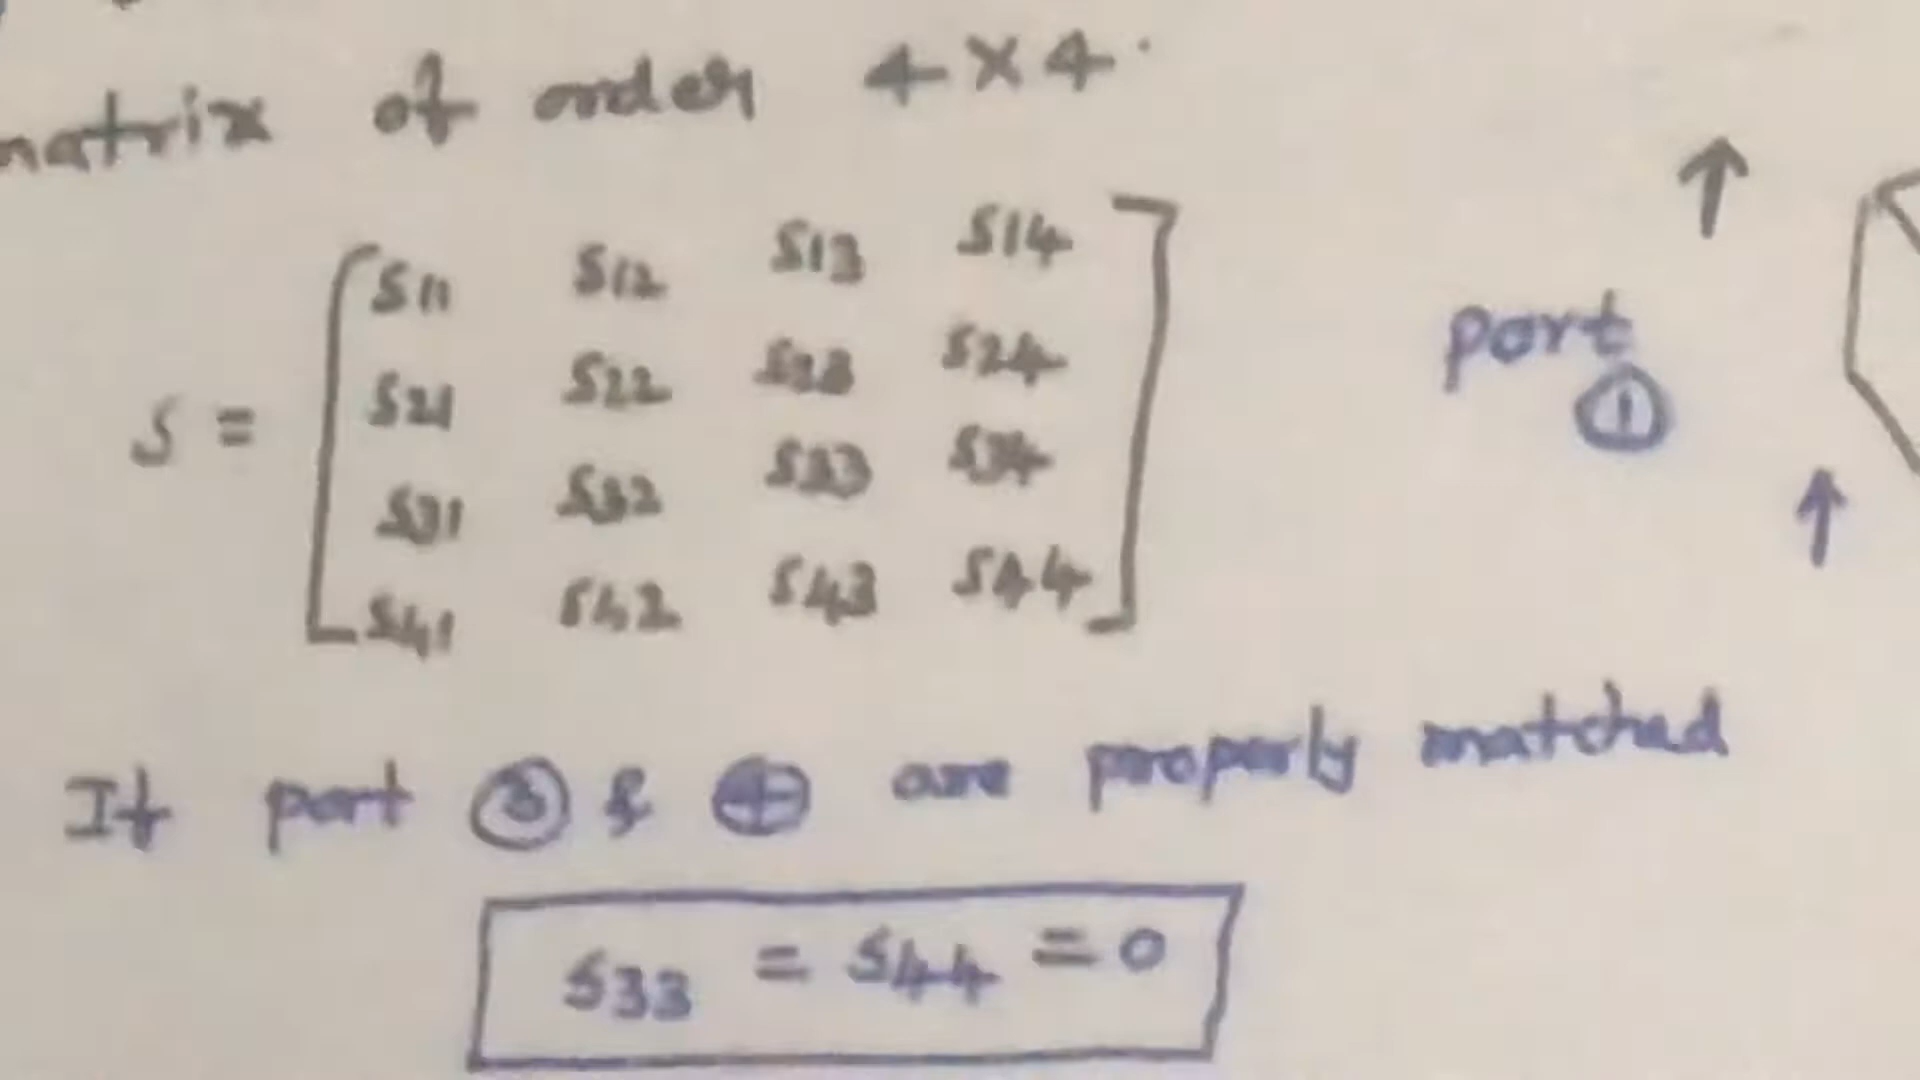 matrix of order 4×4.
S11 S12 S13 S14
S21 S22 S23 S24
S =
S31 S32 S33 S34
S41 S42 S43 S44
port
①
If port ③ & ④ are properly matched
S33 = S44 = 0